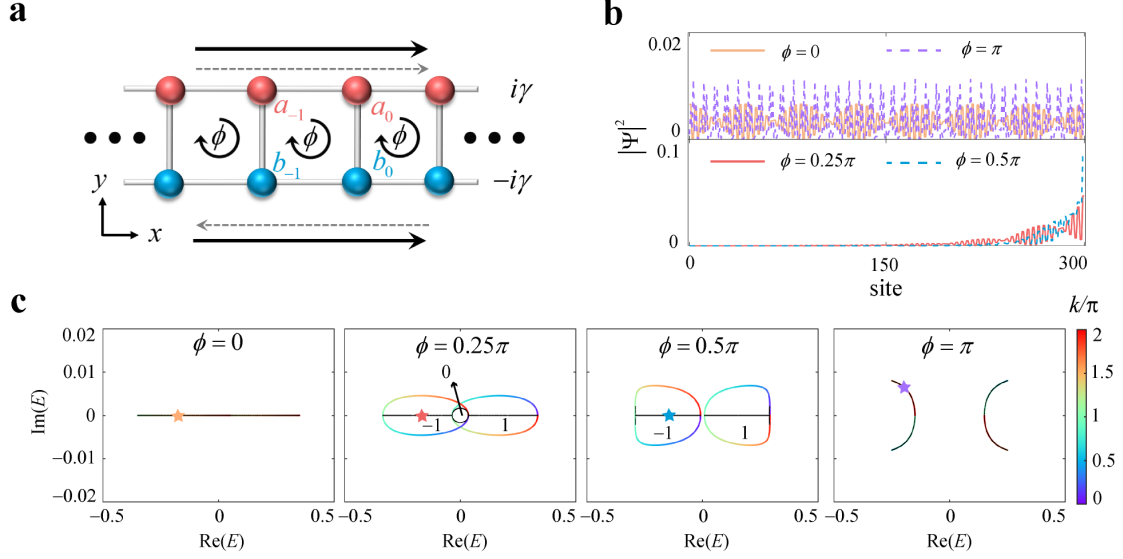 a
ϕ ϕ ϕ
a₋₁ a₀
b₋₁ b₀
iγ
−iγ
y
x
b
|Ψ|²
0.02
0
0.1
0
ϕ = 0
ϕ = π
ϕ = 0.25π
ϕ = 0.5π
0 150 300
site
c
k/π
ϕ = 0
ϕ = 0.25π
ϕ = 0.5π
ϕ = π
Im(E)
0.02
0.01
0
−0.01
−0.02
0
−1 1
−1 1
2
1.5
1
0.5
0
−0.5 0 0.5
−0.5 0 0.5
−0.5 0 0.5
−0.5 0 0.5
Re(E)
Re(E)
Re(E)
Re(E)